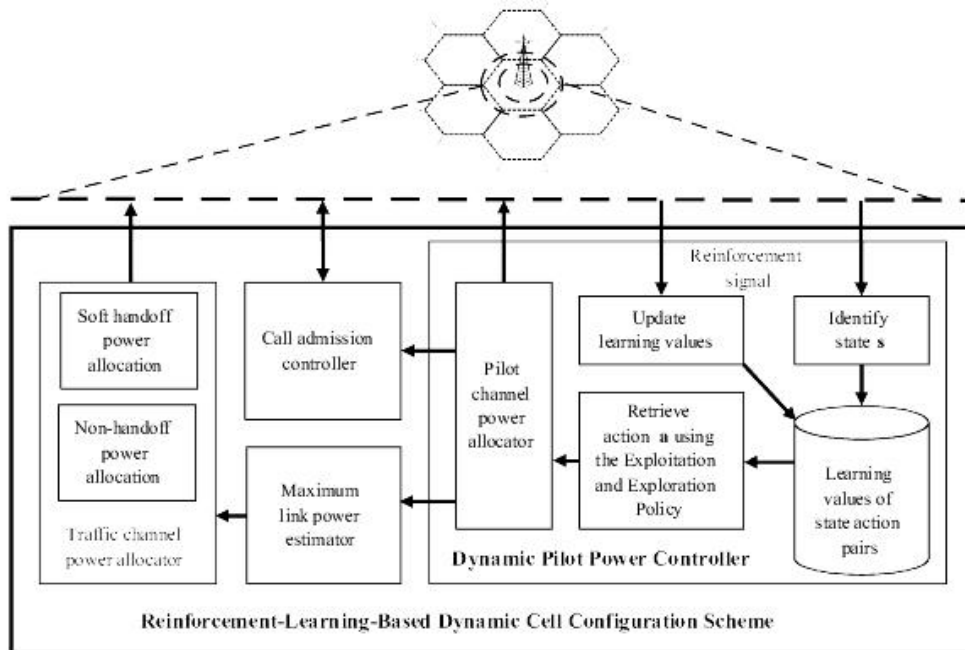 Reinforcement
signal
Soft handoff
power
allocation
Non-handoff
power
allocation
Traffic channel
power allocator
Call admission
controller
Maximum
link power
estimator
Pilot
channel
power
allocator
Update
learning values
Identify
state s
Retrieve
action a using
the Exploitation
and Exploration
Policy
Learning
values of
state action
pairs
Dynamic Pilot Power Controller
Reinforcement-Learning-Based Dynamic Cell Configuration Scheme